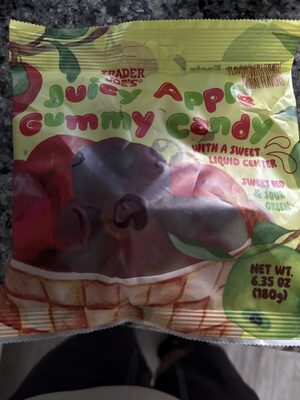 TRADER JOE'S
Juicy Apple
Gummy Candy
WITH A SWEET
LIQUID CENTER
SWEET RED
& SOUR
GREEN
NET WT.
6.35 OZ
(180g)